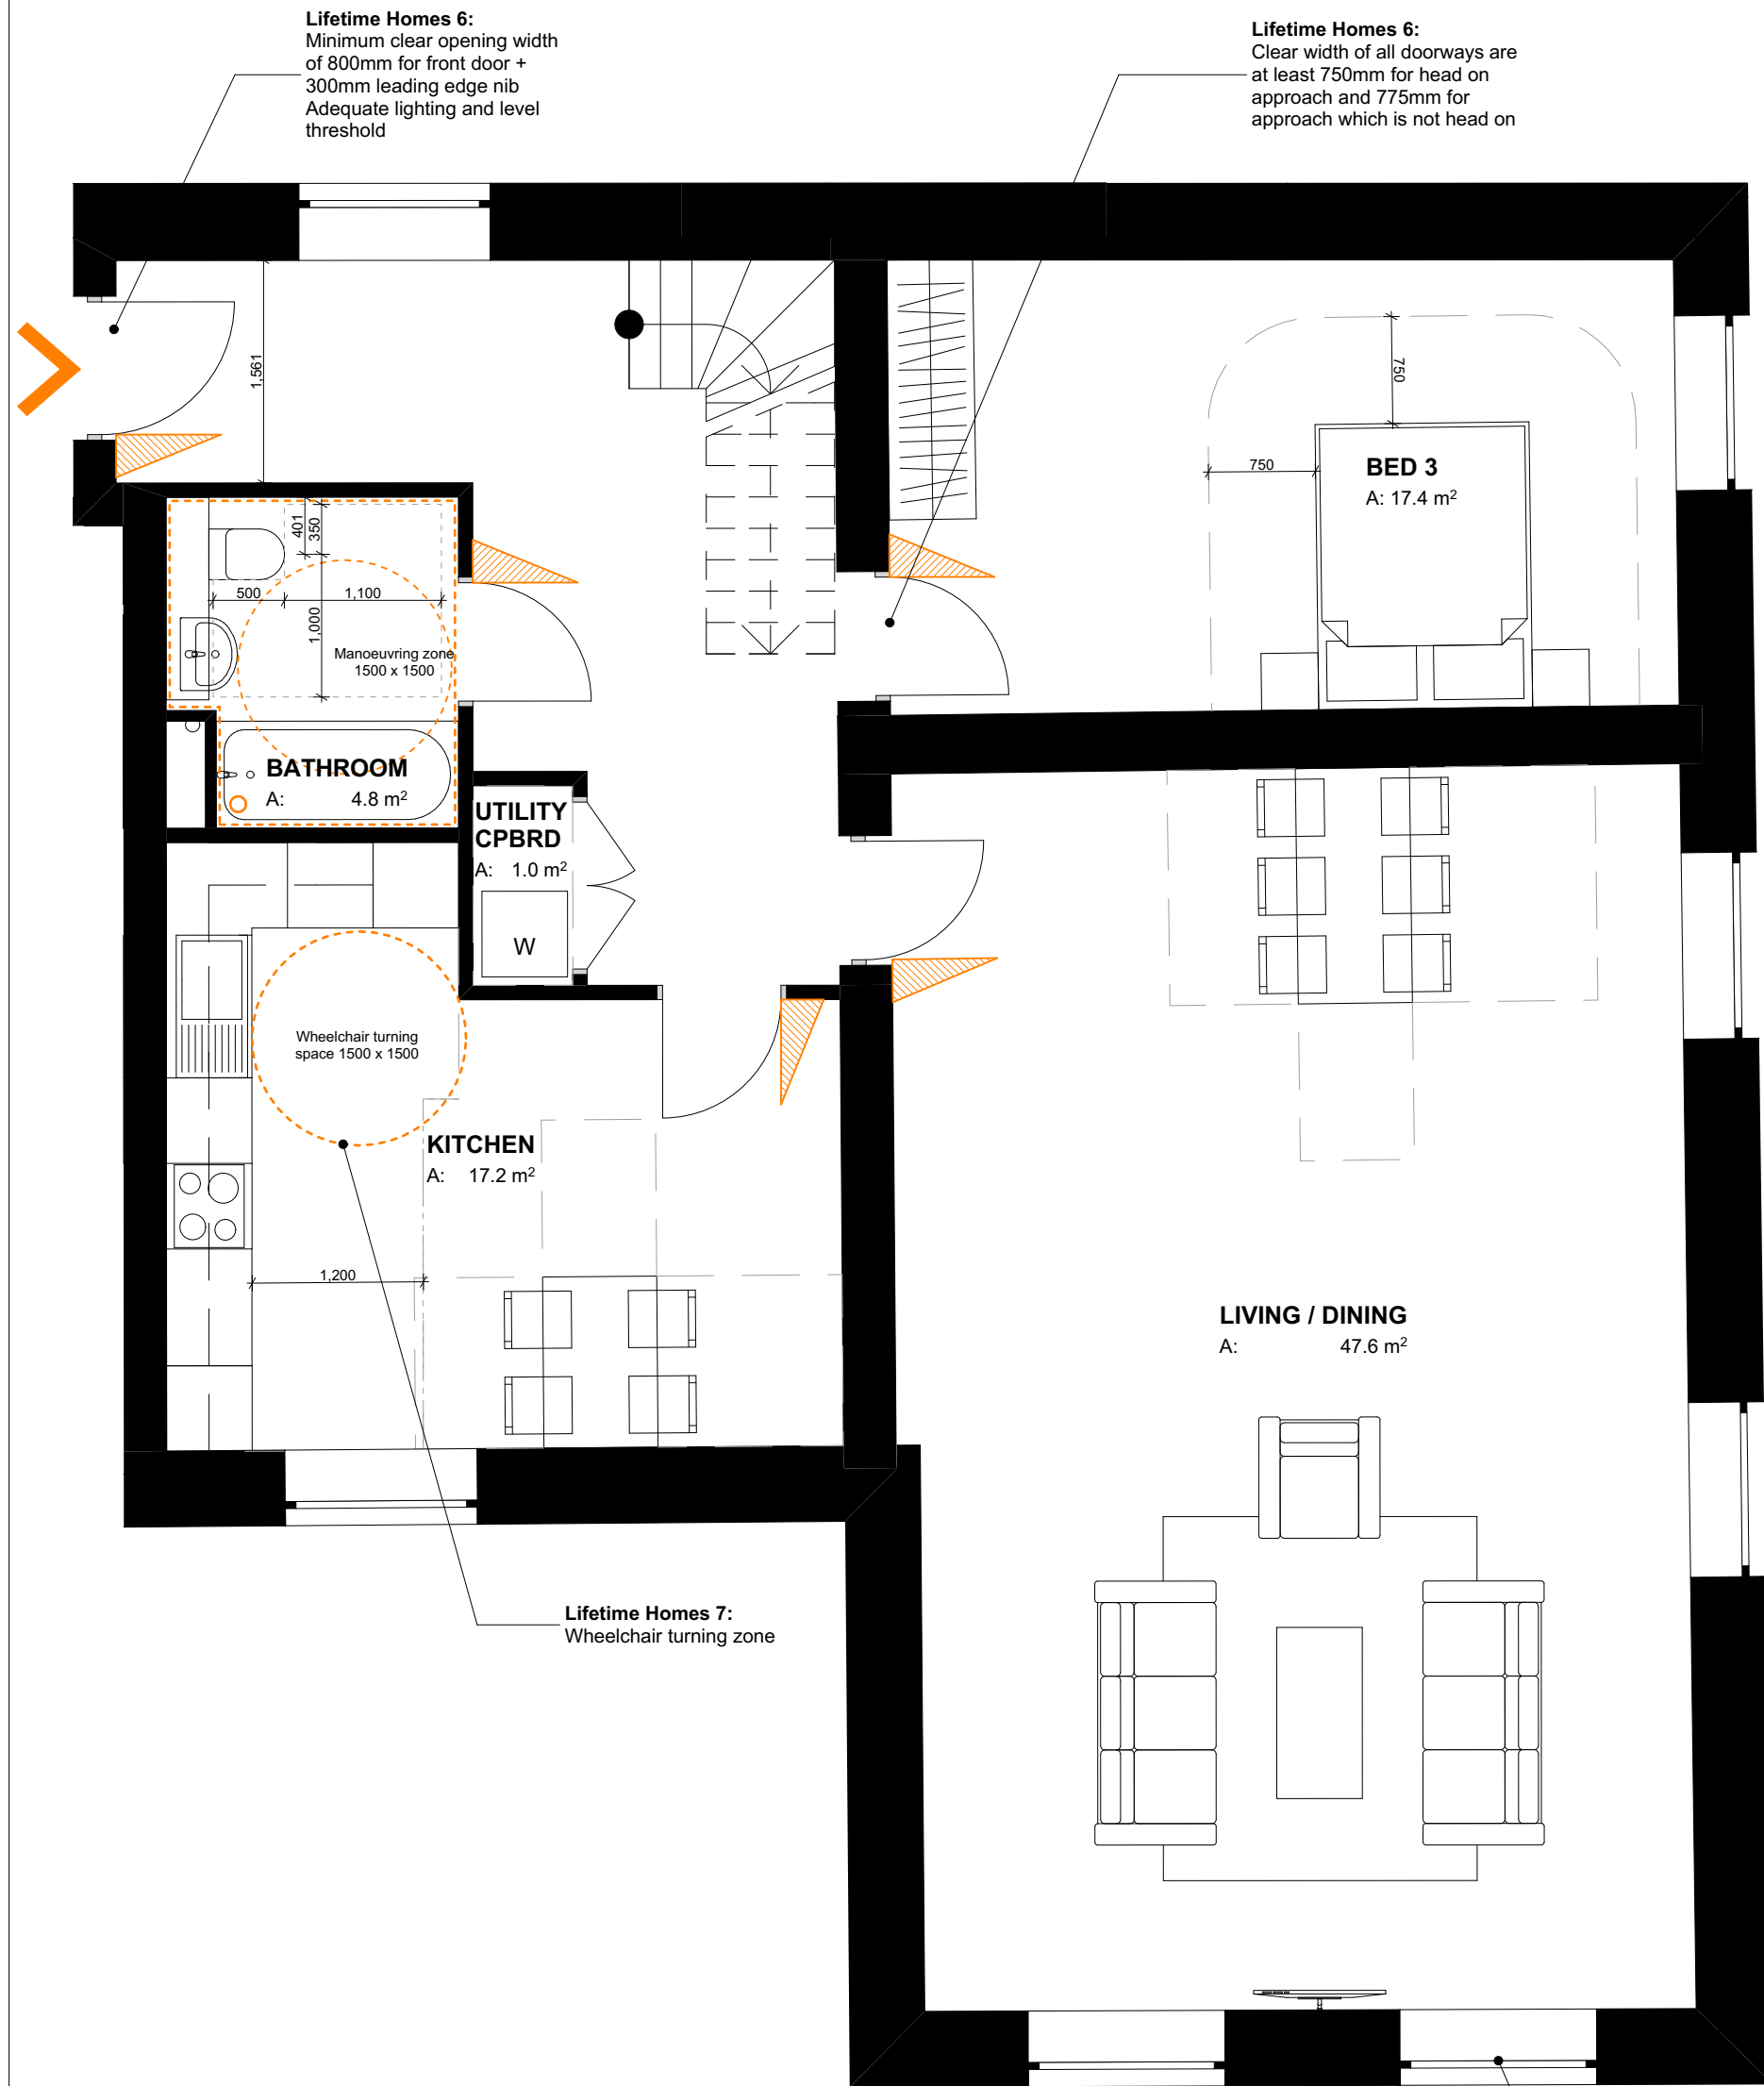 Lifetime Homes 6:
Minimum clear opening width
of 800mm for front door +
300mm leading edge nib
Adequate lighting and level
threshold
Lifetime Homes 6:
Clear width of all doorways are
at least 750mm for head on
approach and 775mm for
approach which is not head on
1,561
750
750
BED 3
A: 17.4 m²
401
350
500
1,100
1,000
Manoeuvring zone
1500 x 1500
BATHROOM
A: 4.8 m²
UTILITY
CPBRD
A: 1.0 m²
W
Wheelchair turning
space 1500 x 1500
KITCHEN
A: 17.2 m²
1,200
LIVING / DINING
A: 47.6 m²
Lifetime Homes 7:
Wheelchair turning zone